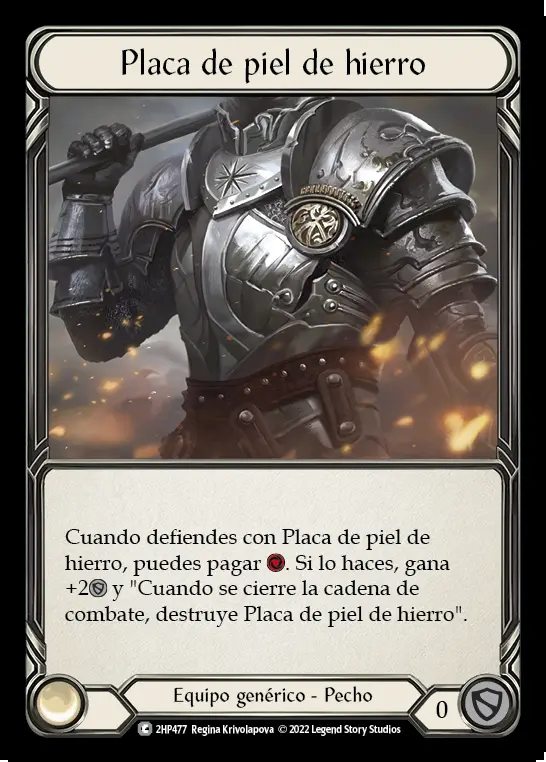 Placa de piel de hierro
Cuando defiendes con Placa de piel de
hierro, puedes pagar . Si lo haces, gana
+2 y "Cuando se cierre la cadena de
combate, destruye Placa de piel de hierro".
Equipo genérico - Pecho
0
C 2HP477 Regina Krivolapova © 2022 Legend Story Studios